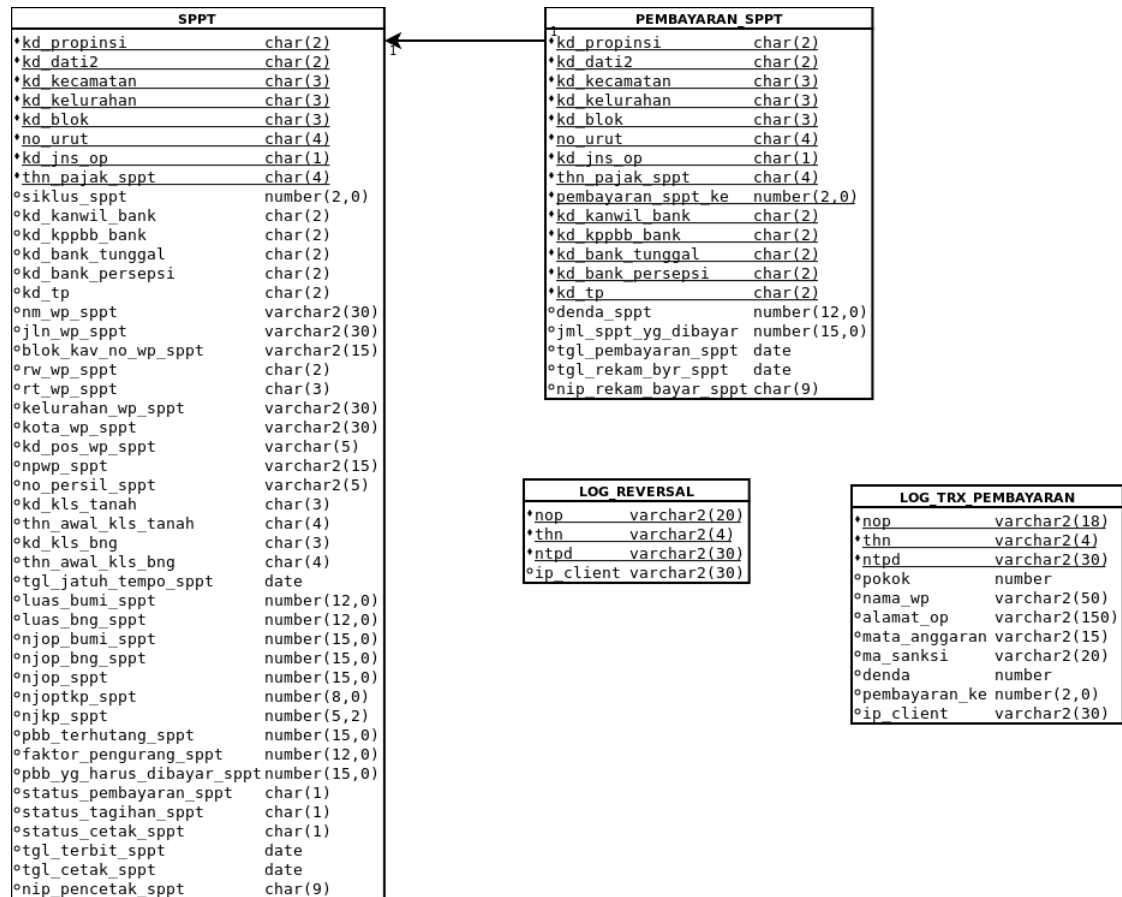 SPPT
kd_propinsi char(2)
kd_dati2 char(2)
kd_kecamatan char(3)
kd_kelurahan char(3)
kd_blok char(3)
no_urut char(4)
kd_jns_op char(1)
thn_pajak_sppt char(4)
siklus_sppt number(2,0)
kd_kanwil_bank char(2)
kd_kppbb_bank char(2)
kd_bank_tunggal char(2)
kd_bank_persepsi char(2)
kd_tp char(2)
nm_wp_sppt varchar2(30)
jln_wp_sppt varchar2(30)
blok_kav_no_wp_sppt varchar2(15)
rw_wp_sppt char(2)
rt_wp_sppt char(3)
kelurahan_wp_sppt varchar2(30)
kota_wp_sppt varchar2(30)
kd_pos_wp_sppt varchar(5)
npwp_sppt varchar2(15)
no_persil_sppt varchar2(5)
kd_kls_tanah char(3)
thn_awal_kls_tanah char(4)
kd_kls_bng char(3)
thn_awal_kls_bng char(4)
tgl_jatuh_tempo_sppt date
luas_bumi_sppt number(12,0)
luas_bng_sppt number(12,0)
njop_bumi_sppt number(15,0)
njop_bng_sppt number(15,0)
njop_sppt number(15,0)
njoptkp_sppt number(8,0)
njkp_sppt number(5,2)
pbb_terhutang_sppt number(15,0)
faktor_pengurang_sppt number(12,0)
pbb_yg_harus_dibayar_sppt number(15,0)
status_pembayaran_sppt char(1)
status_tagihan_sppt char(1)
status_cetak_sppt char(1)
tgl_terbit_sppt date
tgl_cetak_sppt date
nip_pencetak_sppt char(9)
1
1
PEMBAYARAN_SPPT
kd_propinsi char(2)
kd_dati2 char(2)
kd_kecamatan char(3)
kd_kelurahan char(3)
kd_blok char(3)
no_urut char(4)
kd_jns_op char(1)
thn_pajak_sppt char(4)
pembayaran_sppt_ke number(2,0)
kd_kanwil_bank char(2)
kd_kppbb_bank char(2)
kd_bank_tunggal char(2)
kd_bank_persepsi char(2)
kd_tp char(2)
denda_sppt number(12,0)
jml_sppt_yg_dibayar number(15,0)
tgl_pembayaran_sppt date
tgl_rekam_byr_sppt date
nip_rekam_bayar_sppt char(9)
LOG_REVERSAL
nop varchar2(20)
thn varchar2(4)
ntpd varchar2(30)
ip_client varchar2(30)
LOG_TRX_PEMBAYARAN
nop varchar2(18)
thn varchar2(4)
ntpd varchar2(30)
pokok number
nama_wp varchar2(50)
alamat_op varchar2(150)
mata_anggaran varchar2(15)
ma_sanksi varchar2(20)
denda number
pembayaran_ke number(2,0)
ip_client varchar2(30)